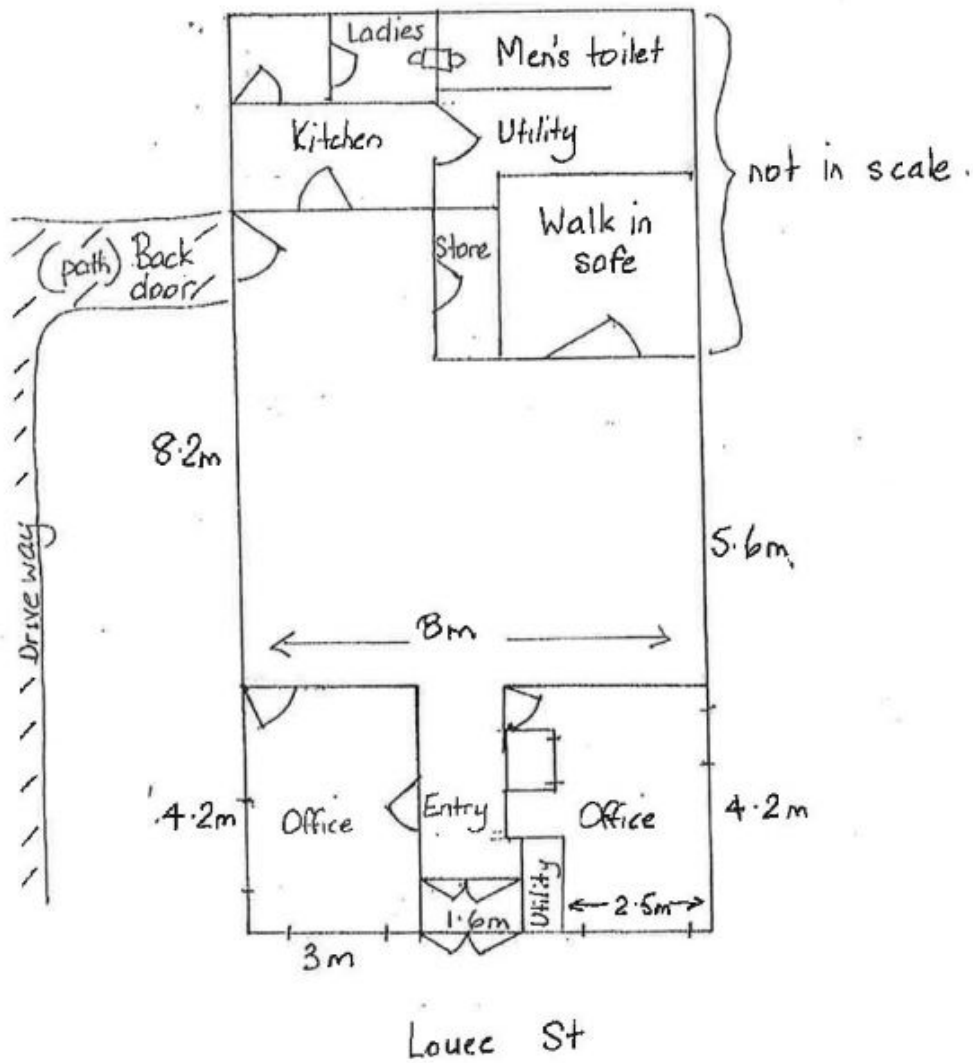 Ladies
Men's toilet
Kitchen
Utility
not in scale.
Walk in
safe
Store
(path) Back
door
8.2m
Driveway
5.6m
8m
4.2m
Office
Entry
Office
4.2m
Utility
2.5m
1.6m
3m
Louee St